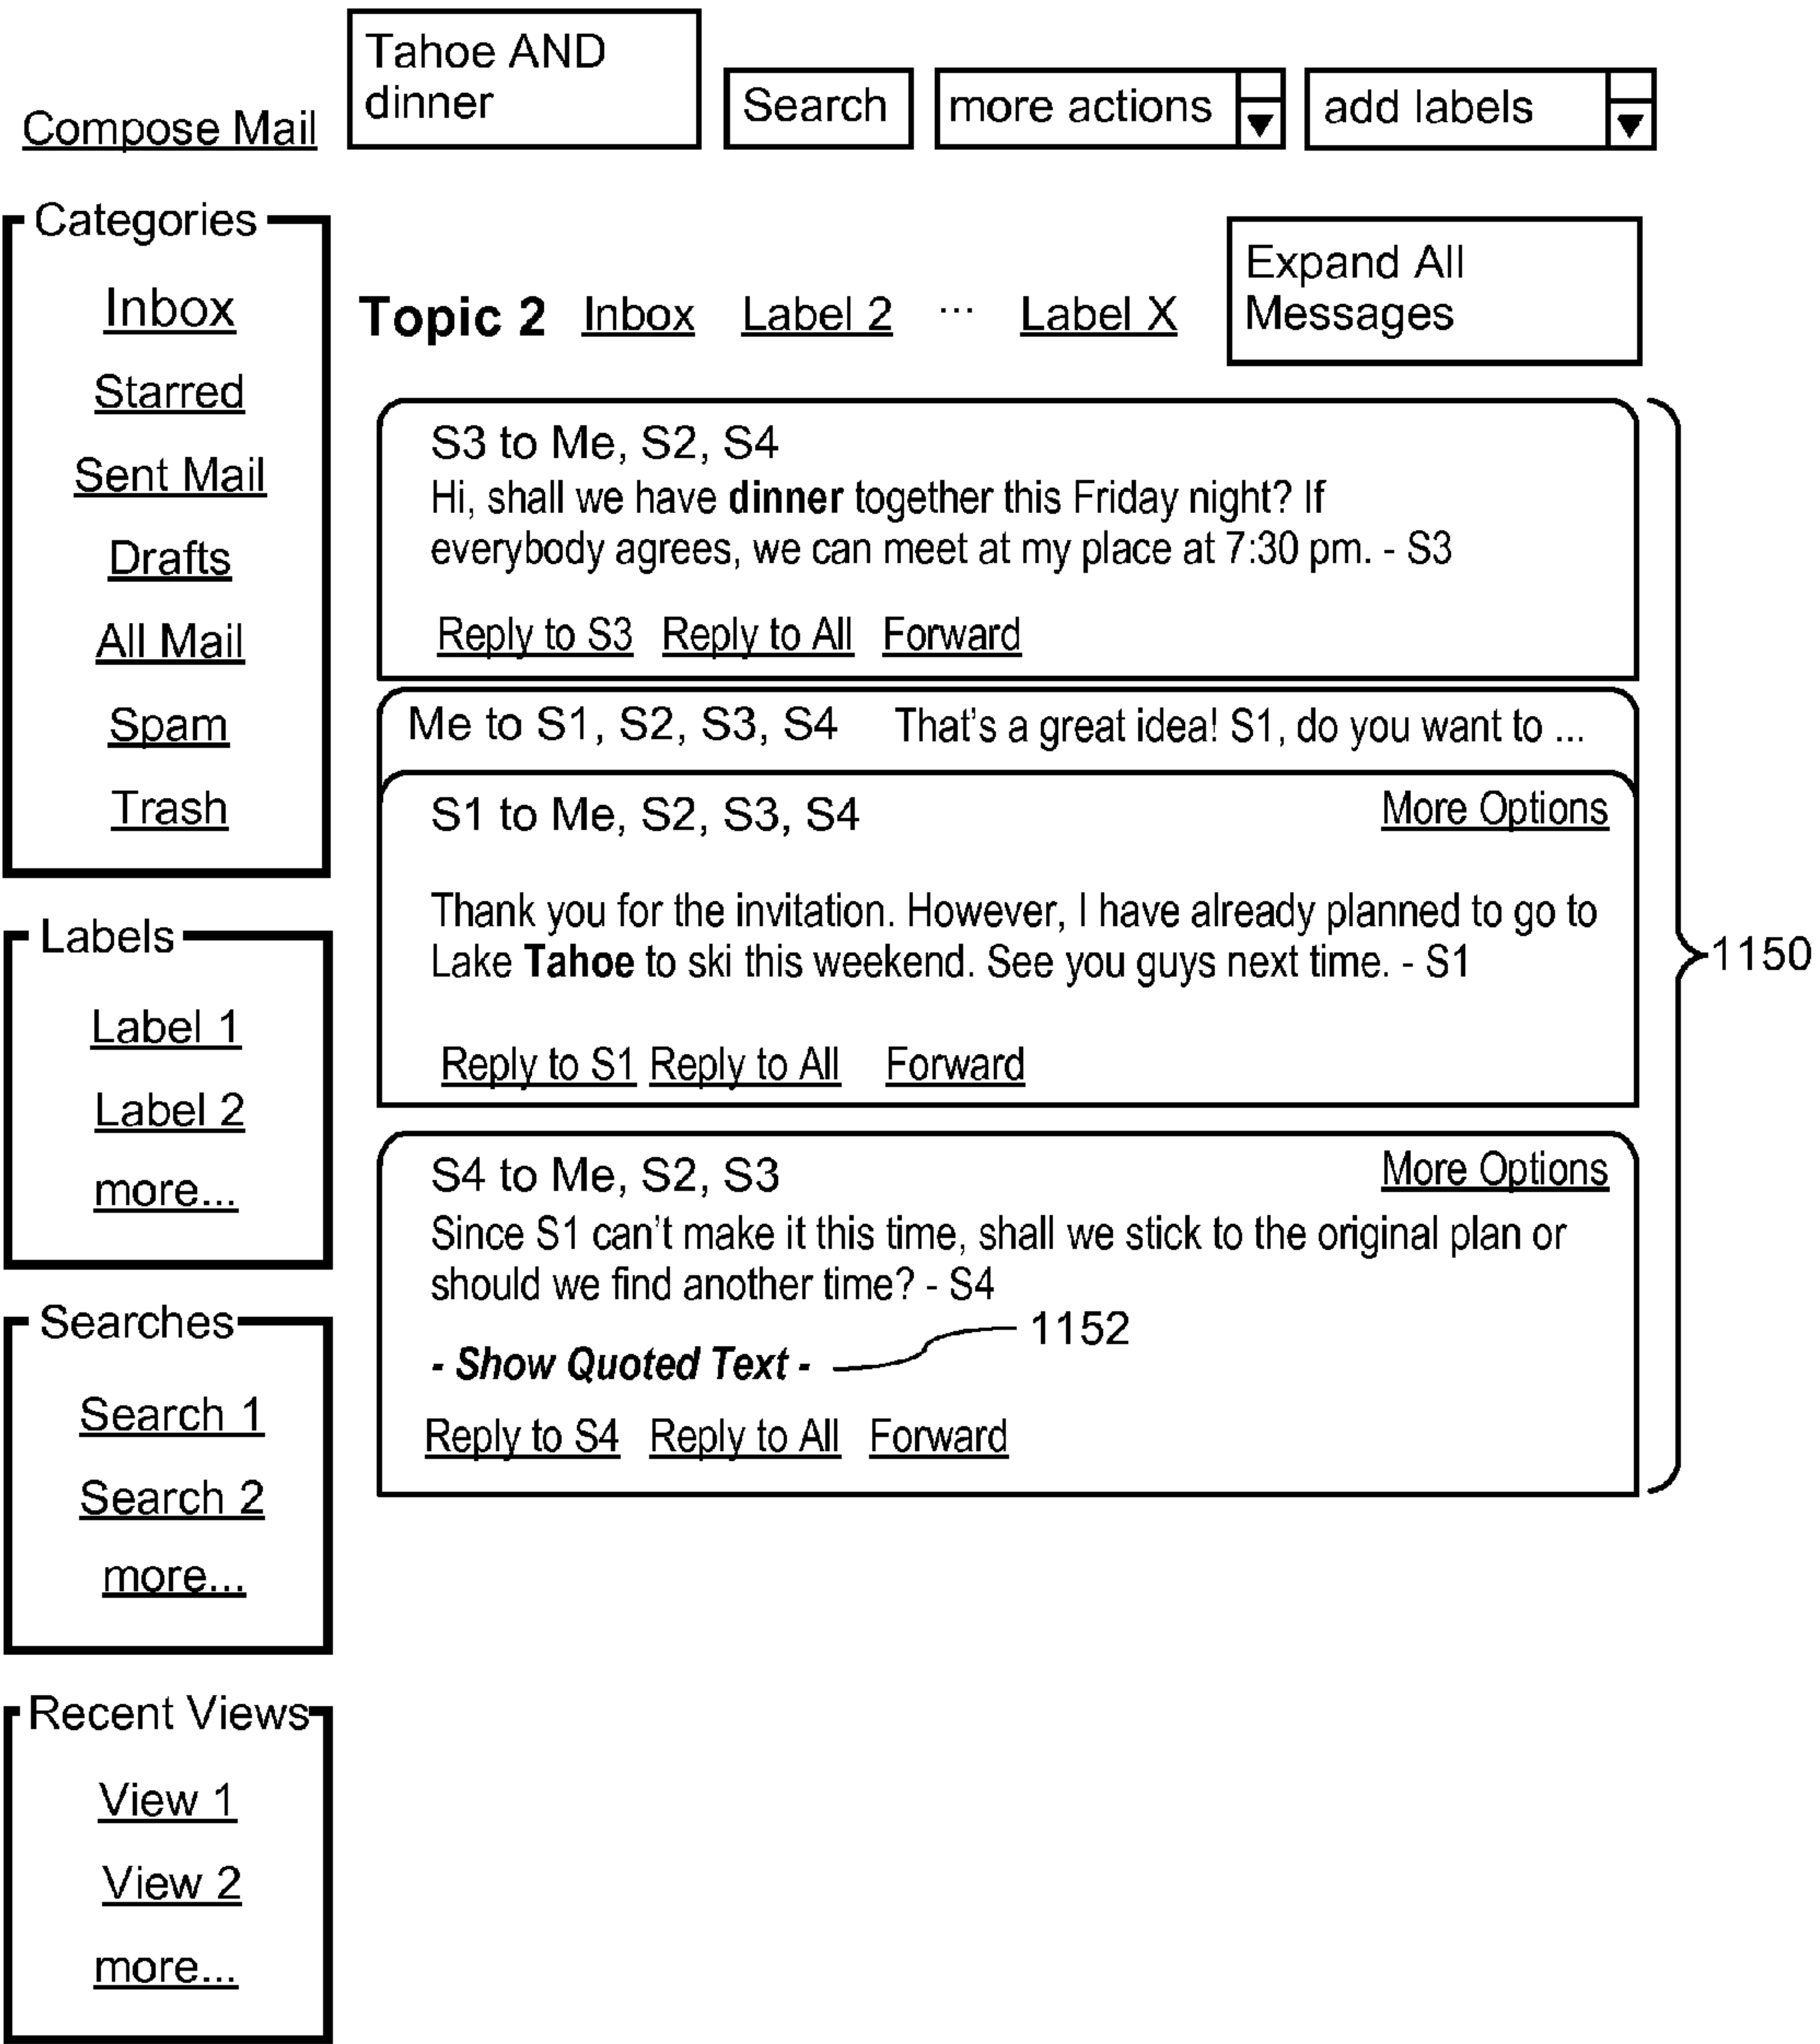 Compose Mail
Tahoe AND
dinner
Search
more actions
add labels
Categories
Inbox
Starred
Sent Mail
Drafts
All Mail
Spam
Trash
Labels
Label 1
Label 2
more...
Searches
Search 1
Search 2
more...
Recent Views
View 1
View 2
more...
Topic 2 Inbox Label 2 ... Label X
Expand All
Messages
S3 to Me, S2, S4
Hi, shall we have dinner together this Friday night? If
everybody agrees, we can meet at my place at 7:30 pm. - S3
Reply to S3 Reply to All Forward
Me to S1, S2, S3, S4 That's a great idea! S1, do you want to ...
S1 to Me, S2, S3, S4 More Options
Thank you for the invitation. However, I have already planned to go to
Lake Tahoe to ski this weekend. See you guys next time. - S1
Reply to S1 Reply to All Forward
S4 to Me, S2, S3 More Options
Since S1 can't make it this time, shall we stick to the original plan or
should we find another time? - S4
- Show Quoted Text -
1152
Reply to S4 Reply to All Forward
1150